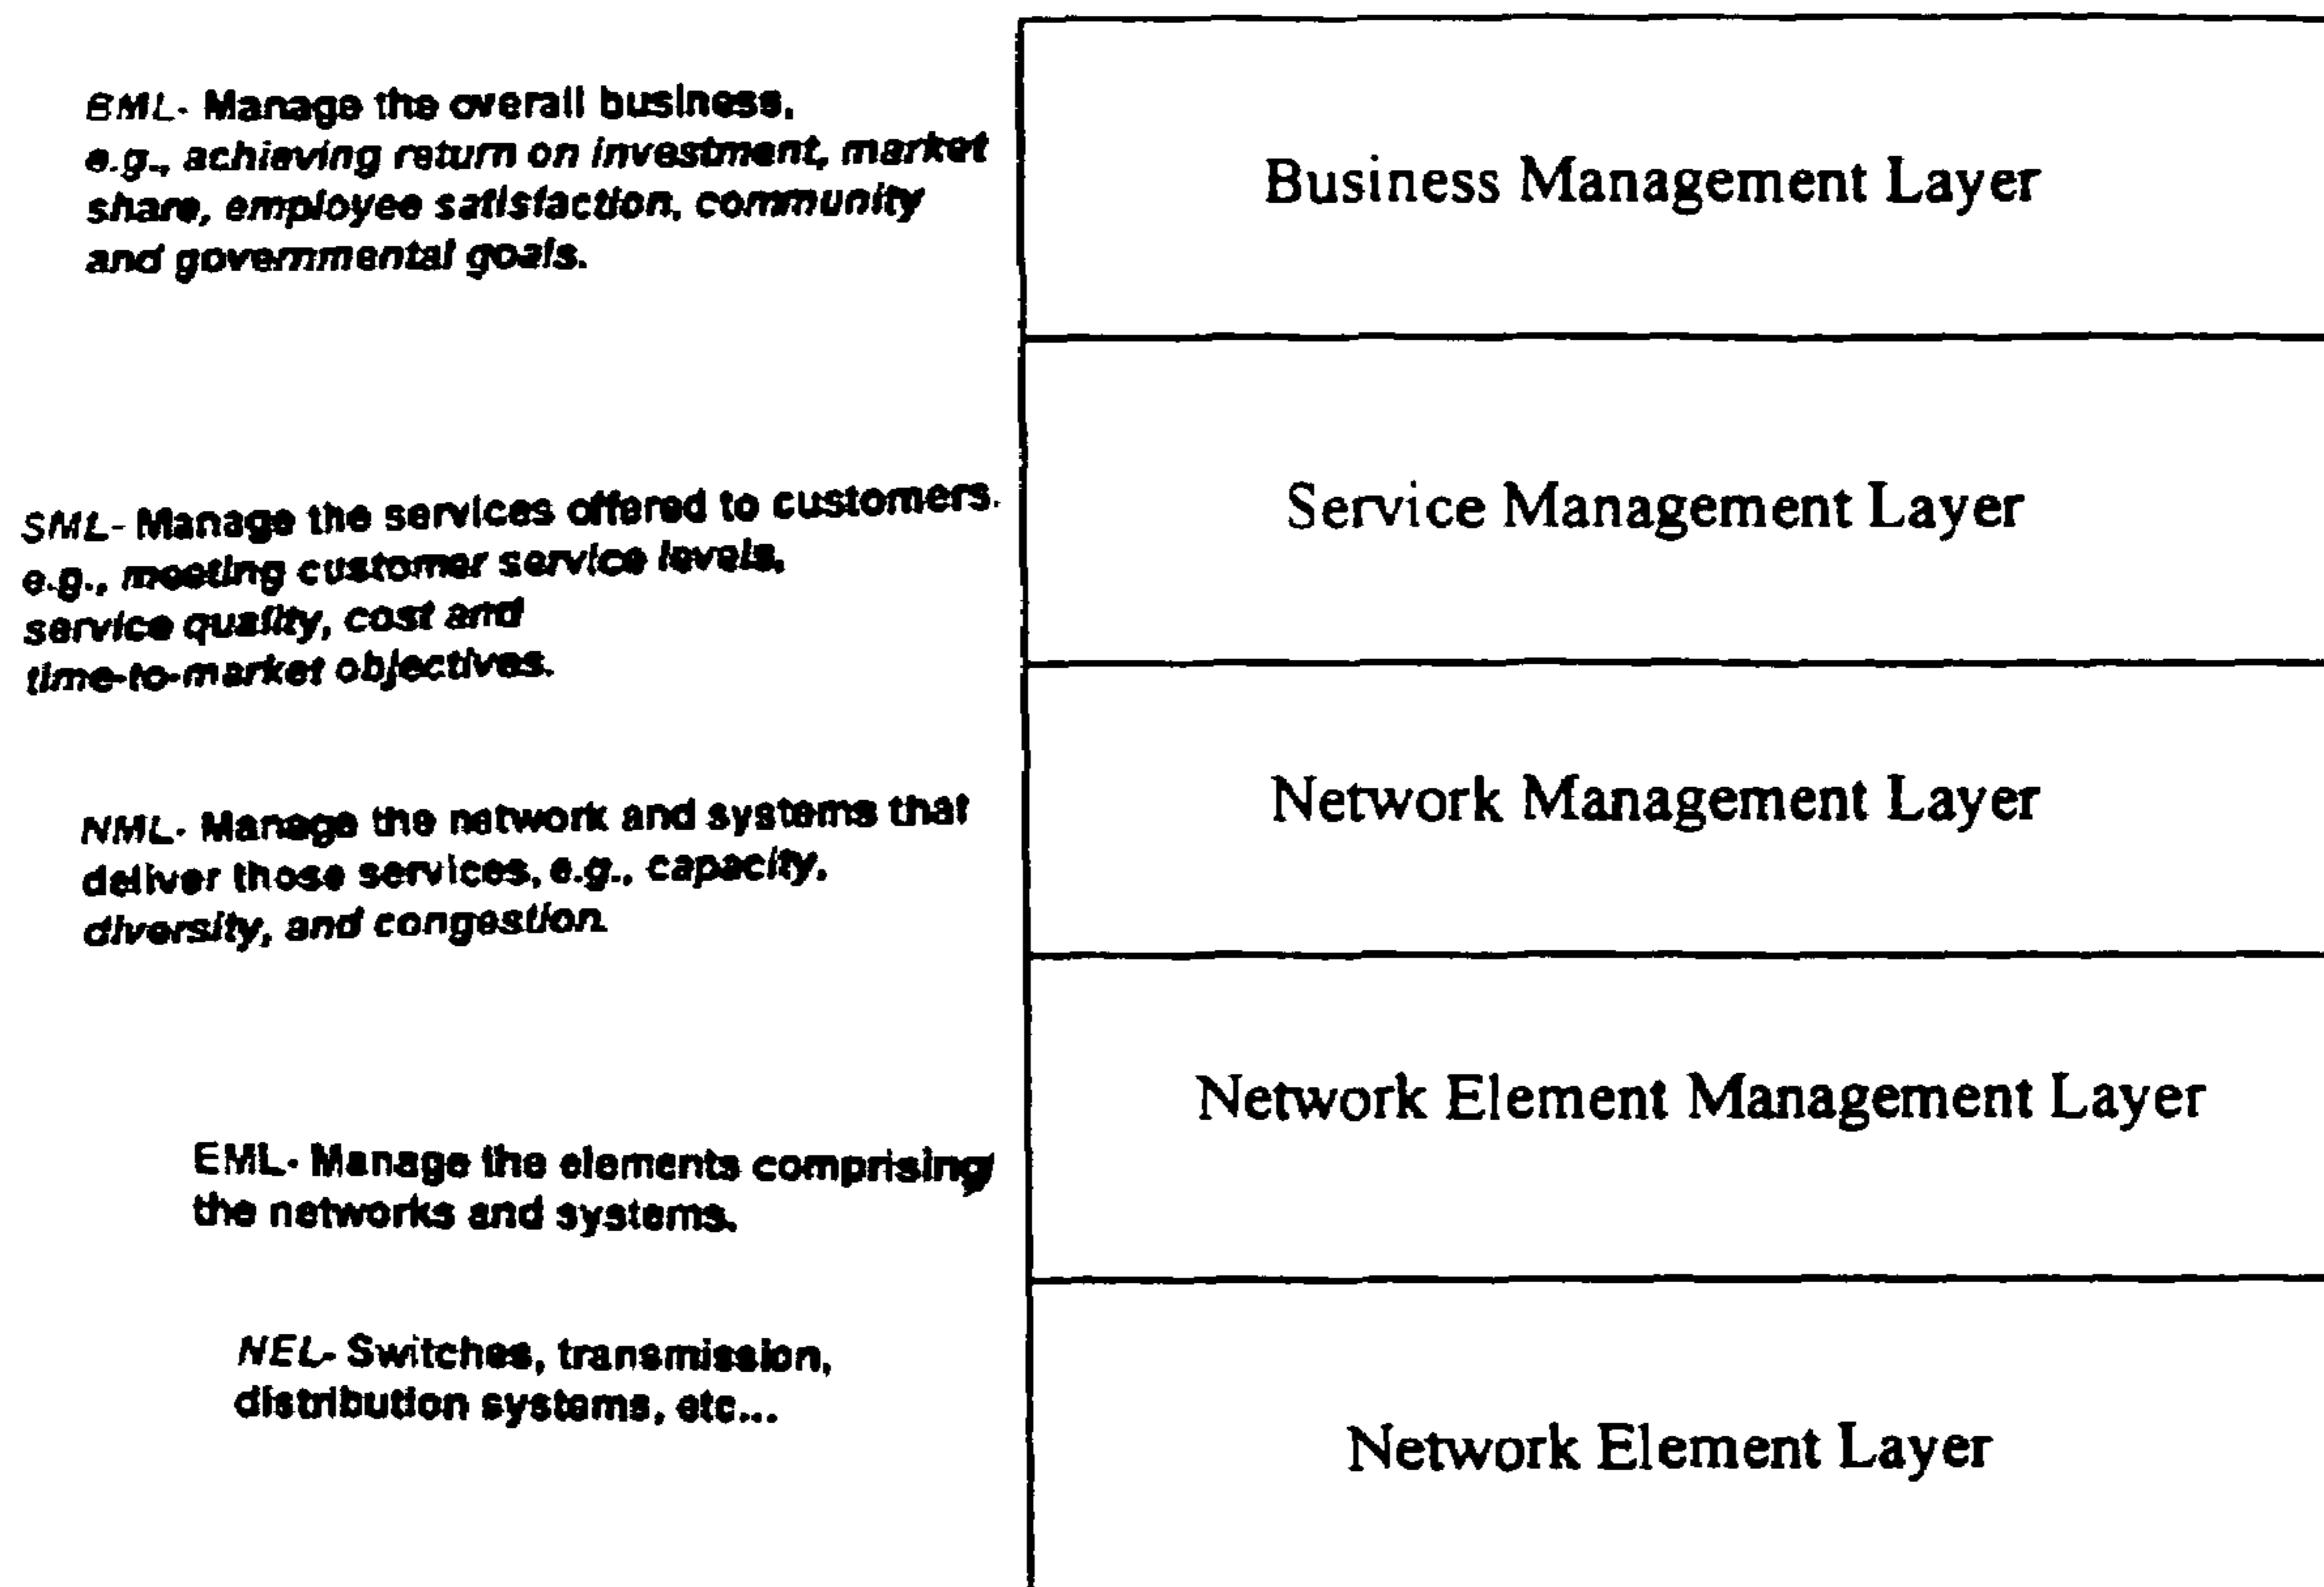 BML- Manage the overall business,
e.g., achieving return on investment, market
share, employee satisfaction, community
and governmental goals.
Business Management Layer
SML- Manage the services offered to customers.
e.g., meeting customer service levels,
service quality, cost and
time-to-market objectives.
Service Management Layer
NML- Manage the network and systems that
deliver those services, e.g., capacity,
diversity, and congestion.
Network Management Layer
EML- Manage the elements comprising
the networks and systems.
Network Element Management Layer
NEL- Switches, transmission,
distribution systems, etc...
Network Element Layer